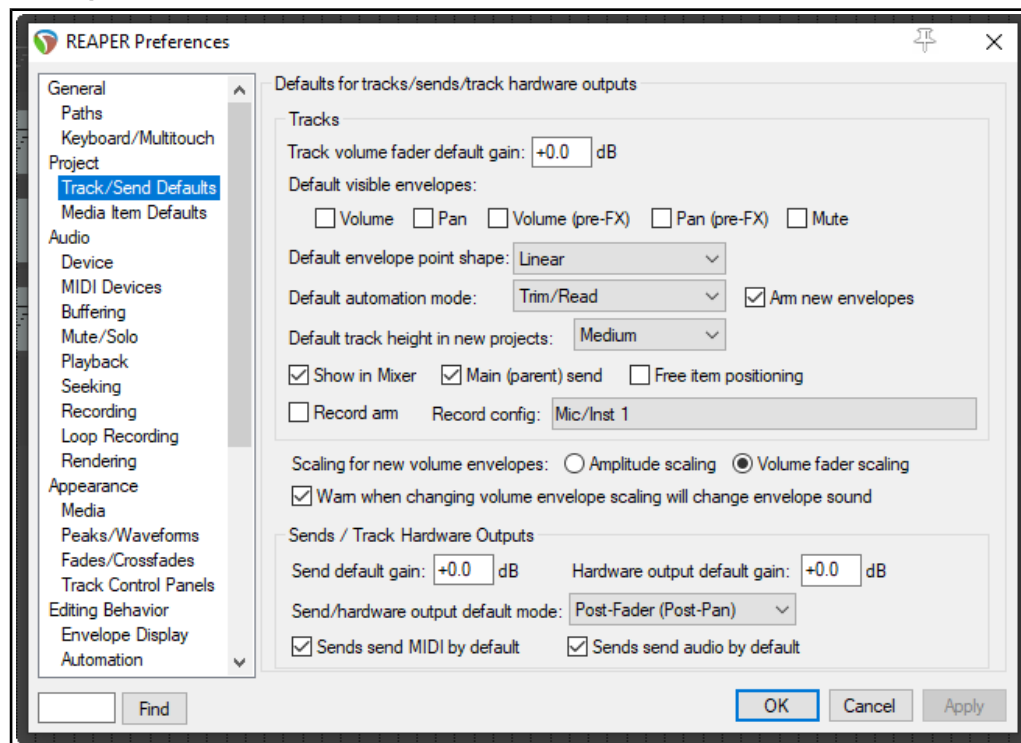 REAPER Preferences
General
Paths
Keyboard/Multitouch
Project
Track/Send Defaults
Media Item Defaults
Audio
Device
MIDI Devices
Buffering
Mute/Solo
Playback
Seeking
Recording
Loop Recording
Rendering
Appearance
Media
Peaks/Waveforms
Fades/Crossfades
Track Control Panels
Editing Behavior
Envelope Display
Automation
Find
Defaults for tracks/sends/track hardware outputs
Tracks
Track volume fader default gain: +0.0 dB
Default visible envelopes:
Volume Pan Volume (pre-FX) Pan (pre-FX) Mute
Default envelope point shape: Linear
Default automation mode: Trim/Read Arm new envelopes
Default track height in new projects: Medium
Show in Mixer Main (parent) send Free item positioning
Record arm Record config: Mic/Inst 1
Scaling for new volume envelopes: Amplitude scaling Volume fader scaling
Warn when changing volume envelope scaling will change envelope sound
Sends / Track Hardware Outputs
Send default gain: +0.0 dB Hardware output default gain: +0.0 dB
Send/hardware output default mode: Post-Fader (Post-Pan)
Sends send MIDI by default Sends send audio by default
OK Cancel Apply